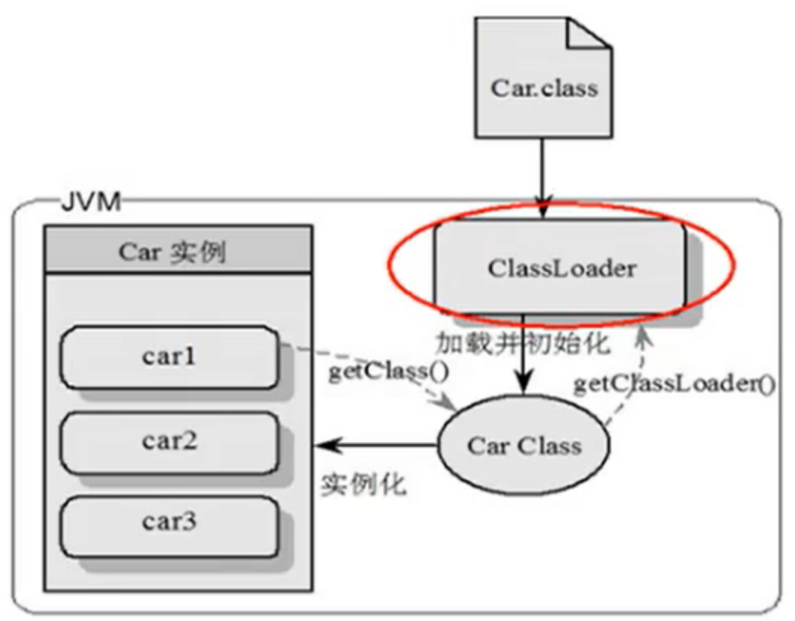 Car.class
JVM
Car 实例
ClassLoader
加载并初始化
car1
getClass()
getClassLoader()
car2
Car Class
实例化
car3